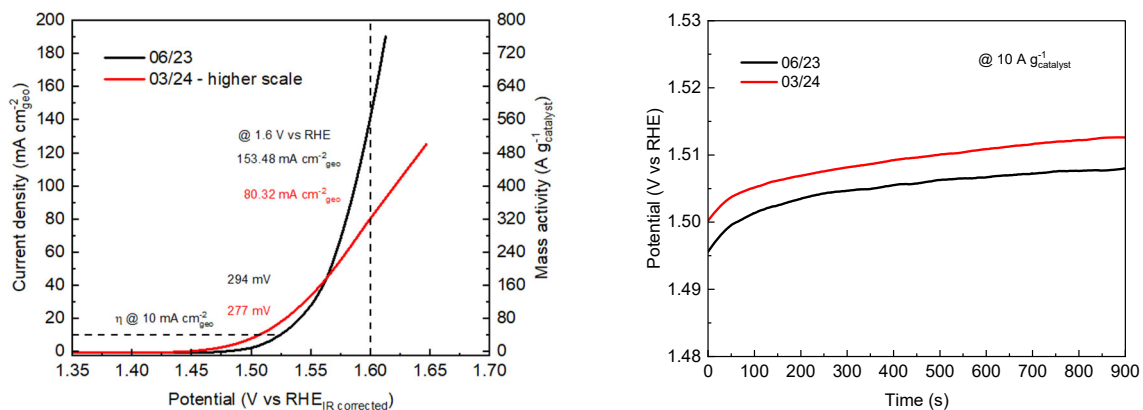 200
180
160
140
120
100
80
60
40
20
0
Current density (mA cm⁻²geo)
06/23
03/24 - higher scale
@ 1.6 V vs RHE
153.48 mA cm⁻²geo
80.32 mA cm⁻²geo
294 mV
277 mV
η @ 10 mA cm⁻²geo
800
720
640
560
480
400
320
240
160
80
0
Mass activity (A g⁻¹catalyst)
1.35 1.40 1.45 1.50 1.55 1.60 1.65 1.70
Potential (V vs RHE IR corrected)
1.53
1.52
1.51
1.50
1.49
1.48
Potential (V vs RHE)
06/23
03/24
@ 10 A g⁻¹catalyst
0 100 200 300 400 500 600 700 800 900
Time (s)